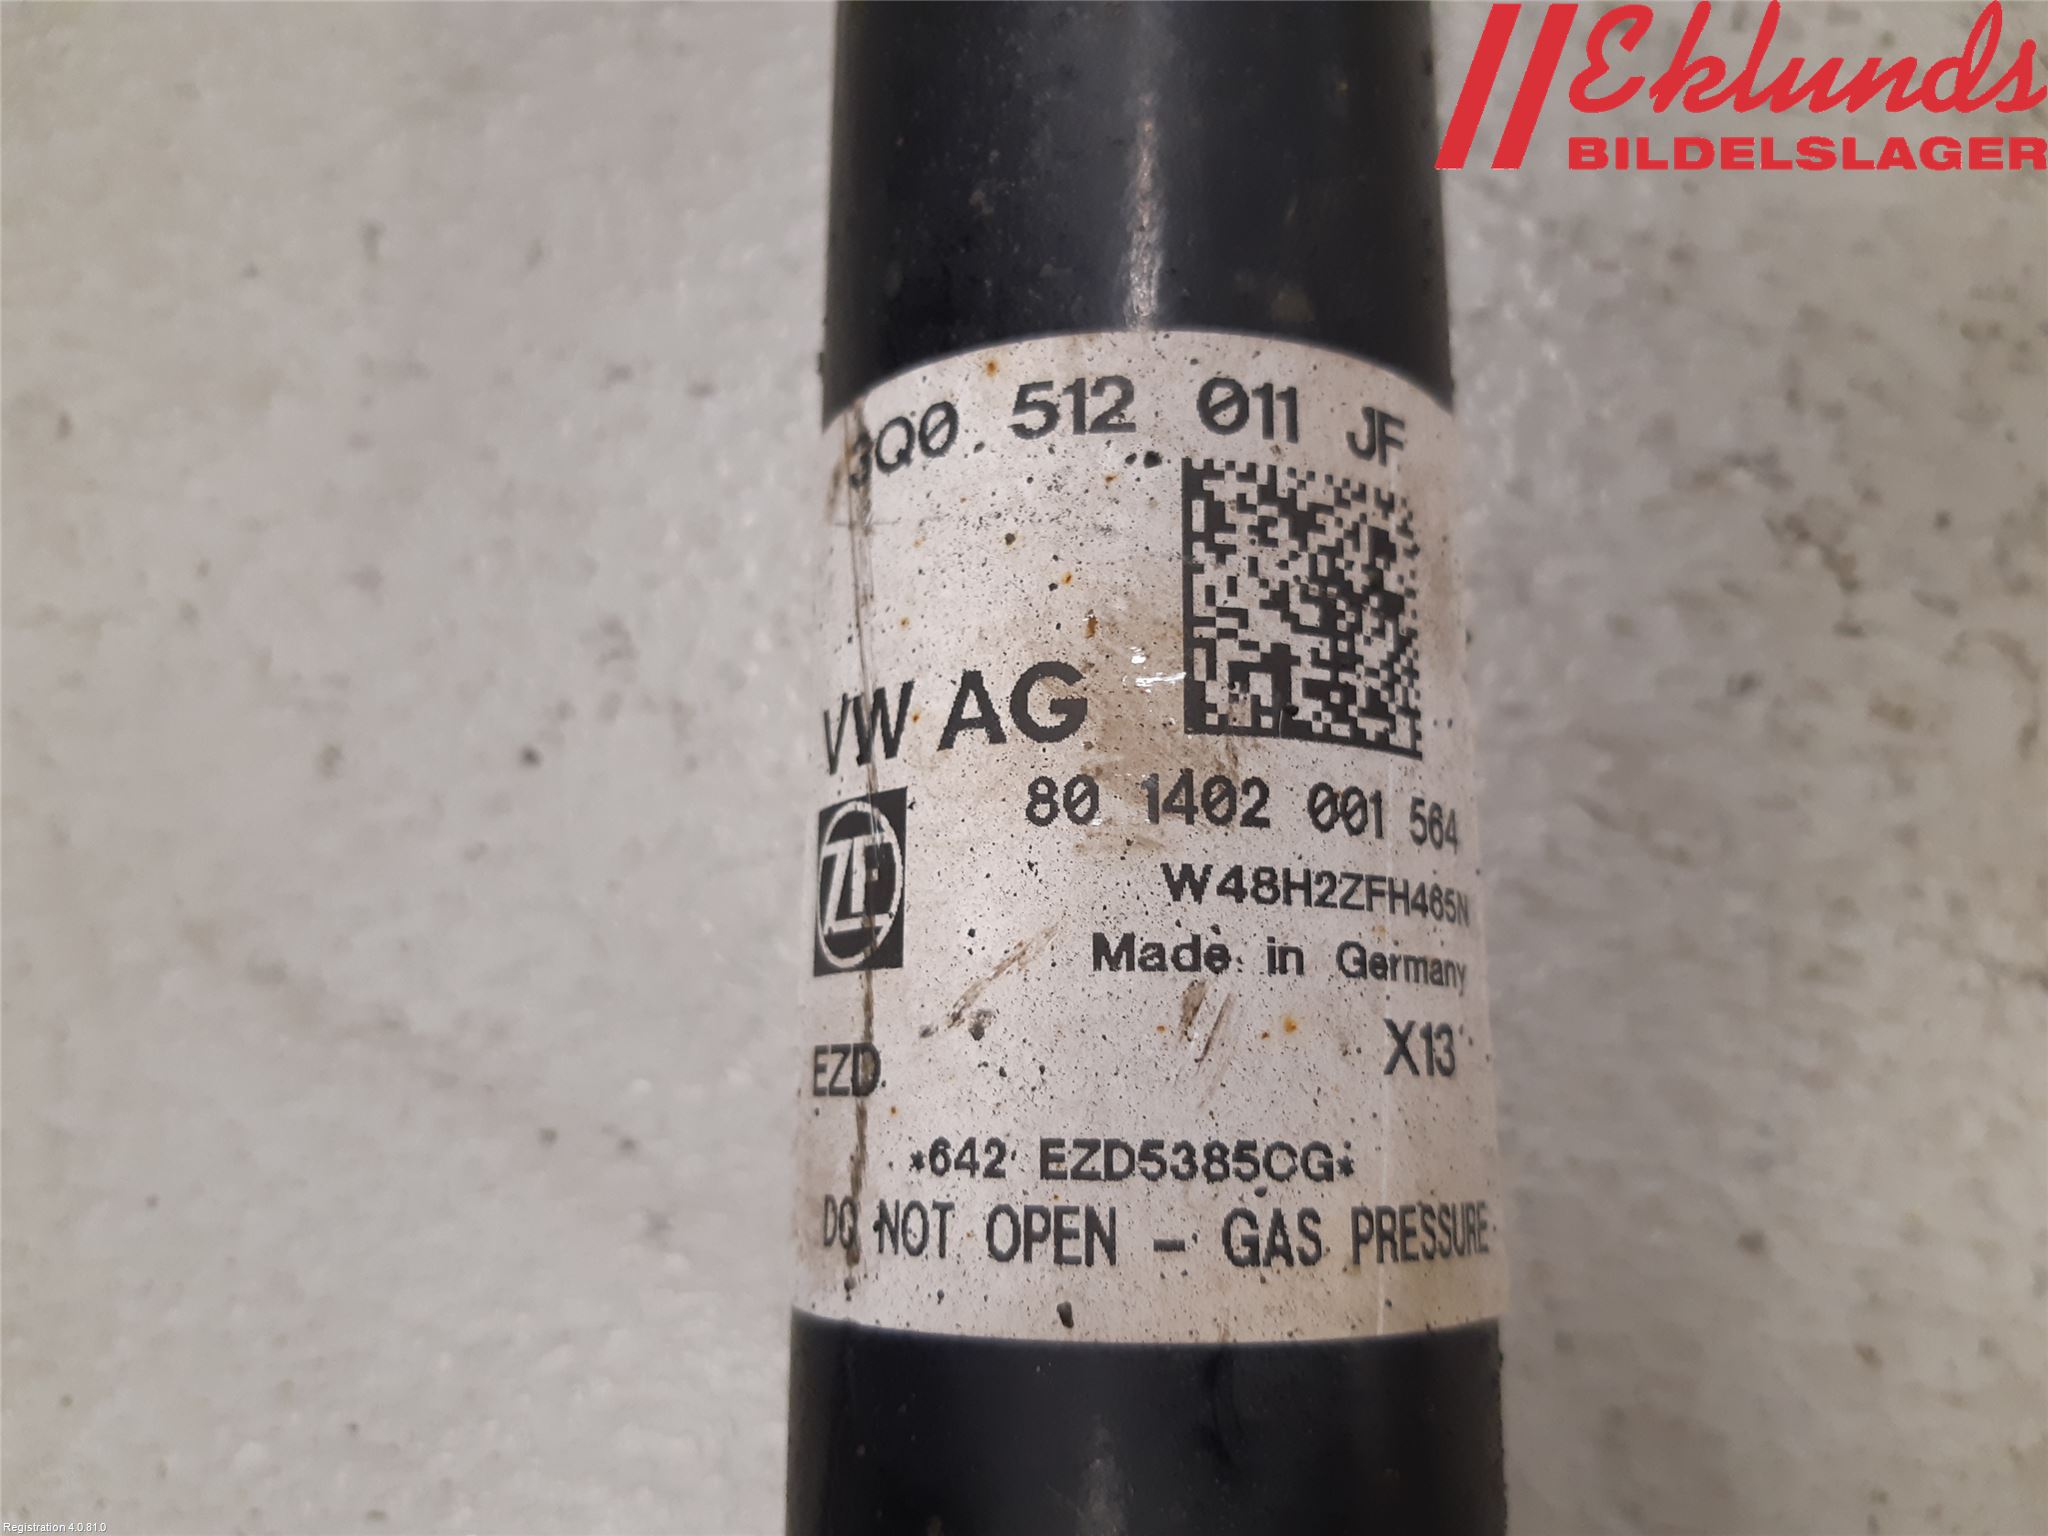 Eklunds
BILDELSLAGER
3Q0 512 011 JF
VW AG
80 1402 001 564
ZF
W48H2ZFH465N
Made in Germany
EZD
X13
*642 EZD5385CG*
DO NOT OPEN - GAS PRESSURE
Registration 4.0.81.0